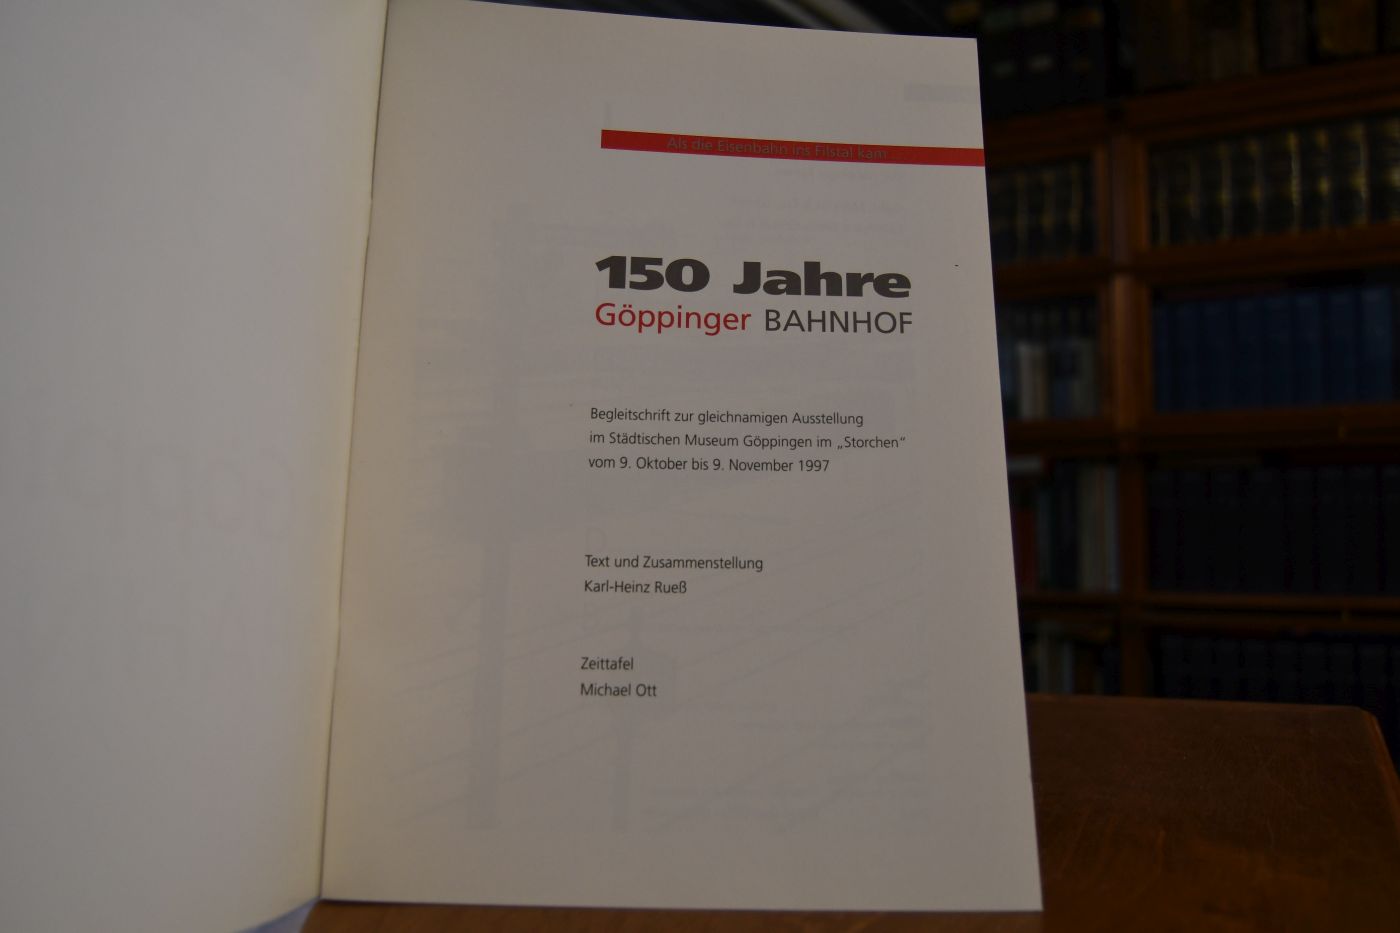 Als die Eisenbahn ins Filstal kam ...
150 Jahre
Göppinger BAHNHOF
Begleitschrift zur gleichnamigen Ausstellung
im Städtischen Museum Göppingen im „Storchen“
vom 9. Oktober bis 9. November 1997
Text und Zusammenstellung
Karl-Heinz Rueß
Zeittafel
Michael Ott